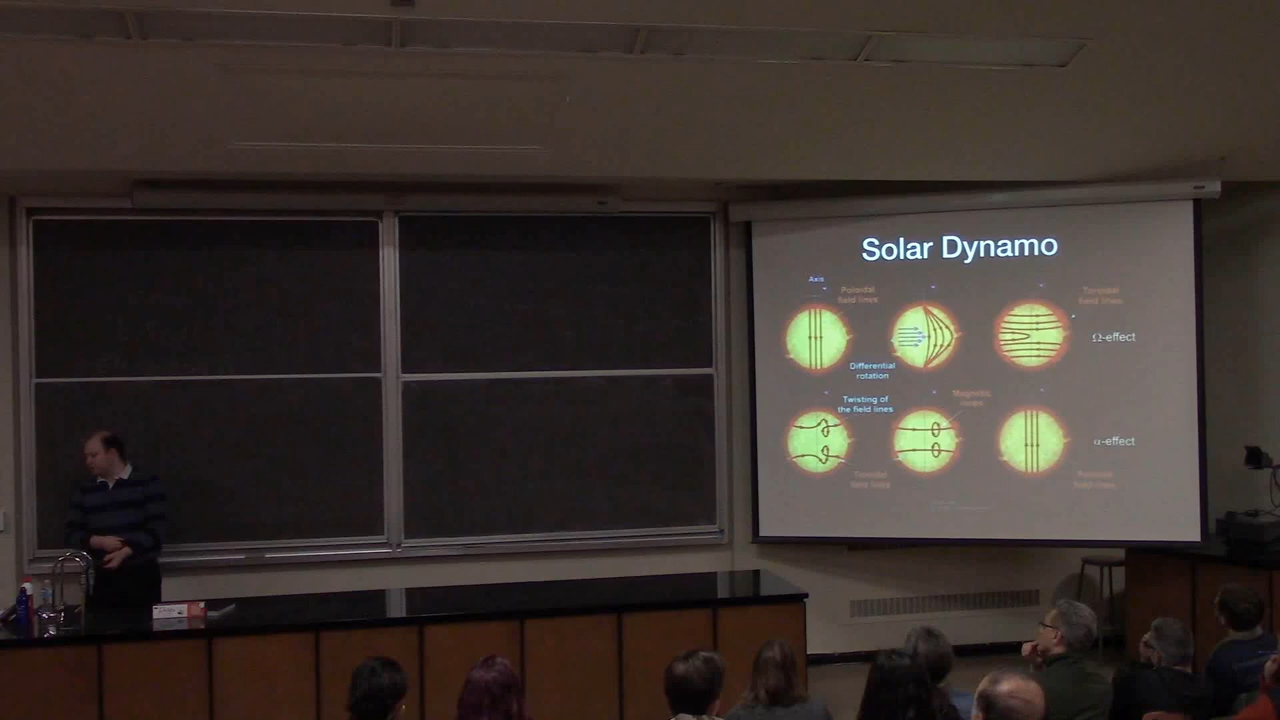 Solar Dynamo
Axis
Poloidal
field lines
Toroidal
field lines
Ω-effect
Differential
rotation
Twisting of
the field lines
Magnetic
loops
α-effect
Toroidal
field lines
Poloidal
field lines